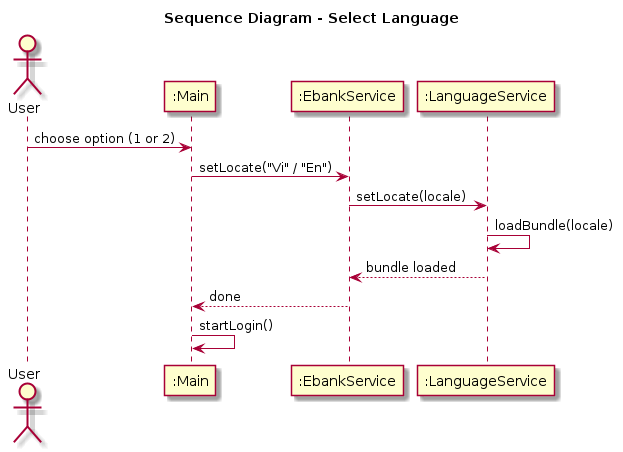 Sequence Diagram - Select Language
User
:Main
:EbankService
:LanguageService
choose option (1 or 2)
setLocate("Vi" / "En")
setLocate(locale)
loadBundle(locale)
bundle loaded
done
startLogin()
User
:Main
:EbankService
:LanguageService